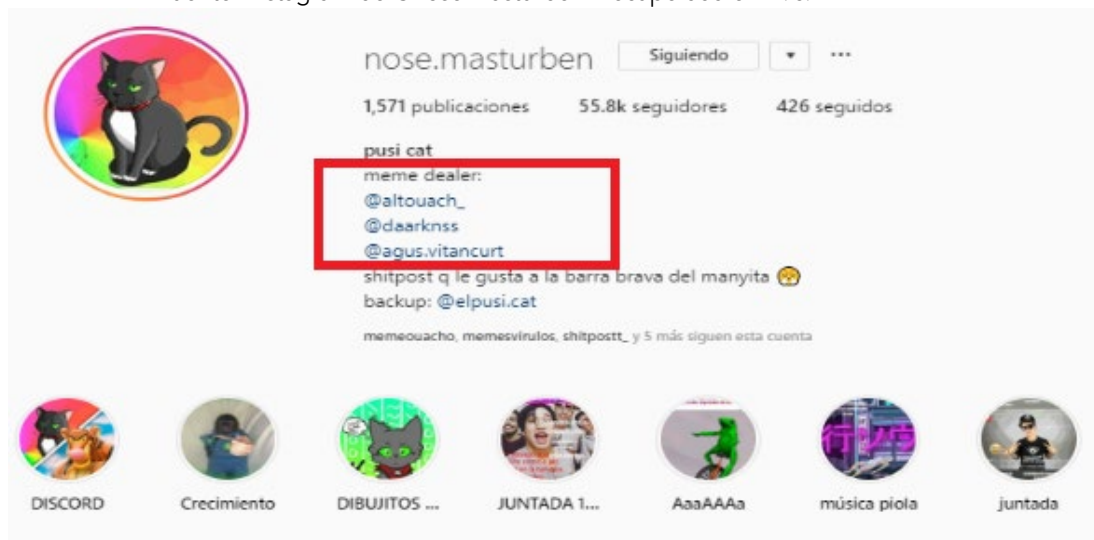 nose.masturben Siguiendo ▼ ...
1,571 publicaciones 55.8k seguidores 426 seguidos
pusi cat
meme dealer:
@altouach_
@daarknss
@agus.vitancurt
shitpost q le gusta a la barra brava del manyita
backup: @elpusi.cat
memeouacho, memesvirulos, shitpostt_ y 5 más siguen esta cuenta
DISCORD Crecimiento DIBUJITOS ... JUNTADA 1... AaaAAAa música piola juntada